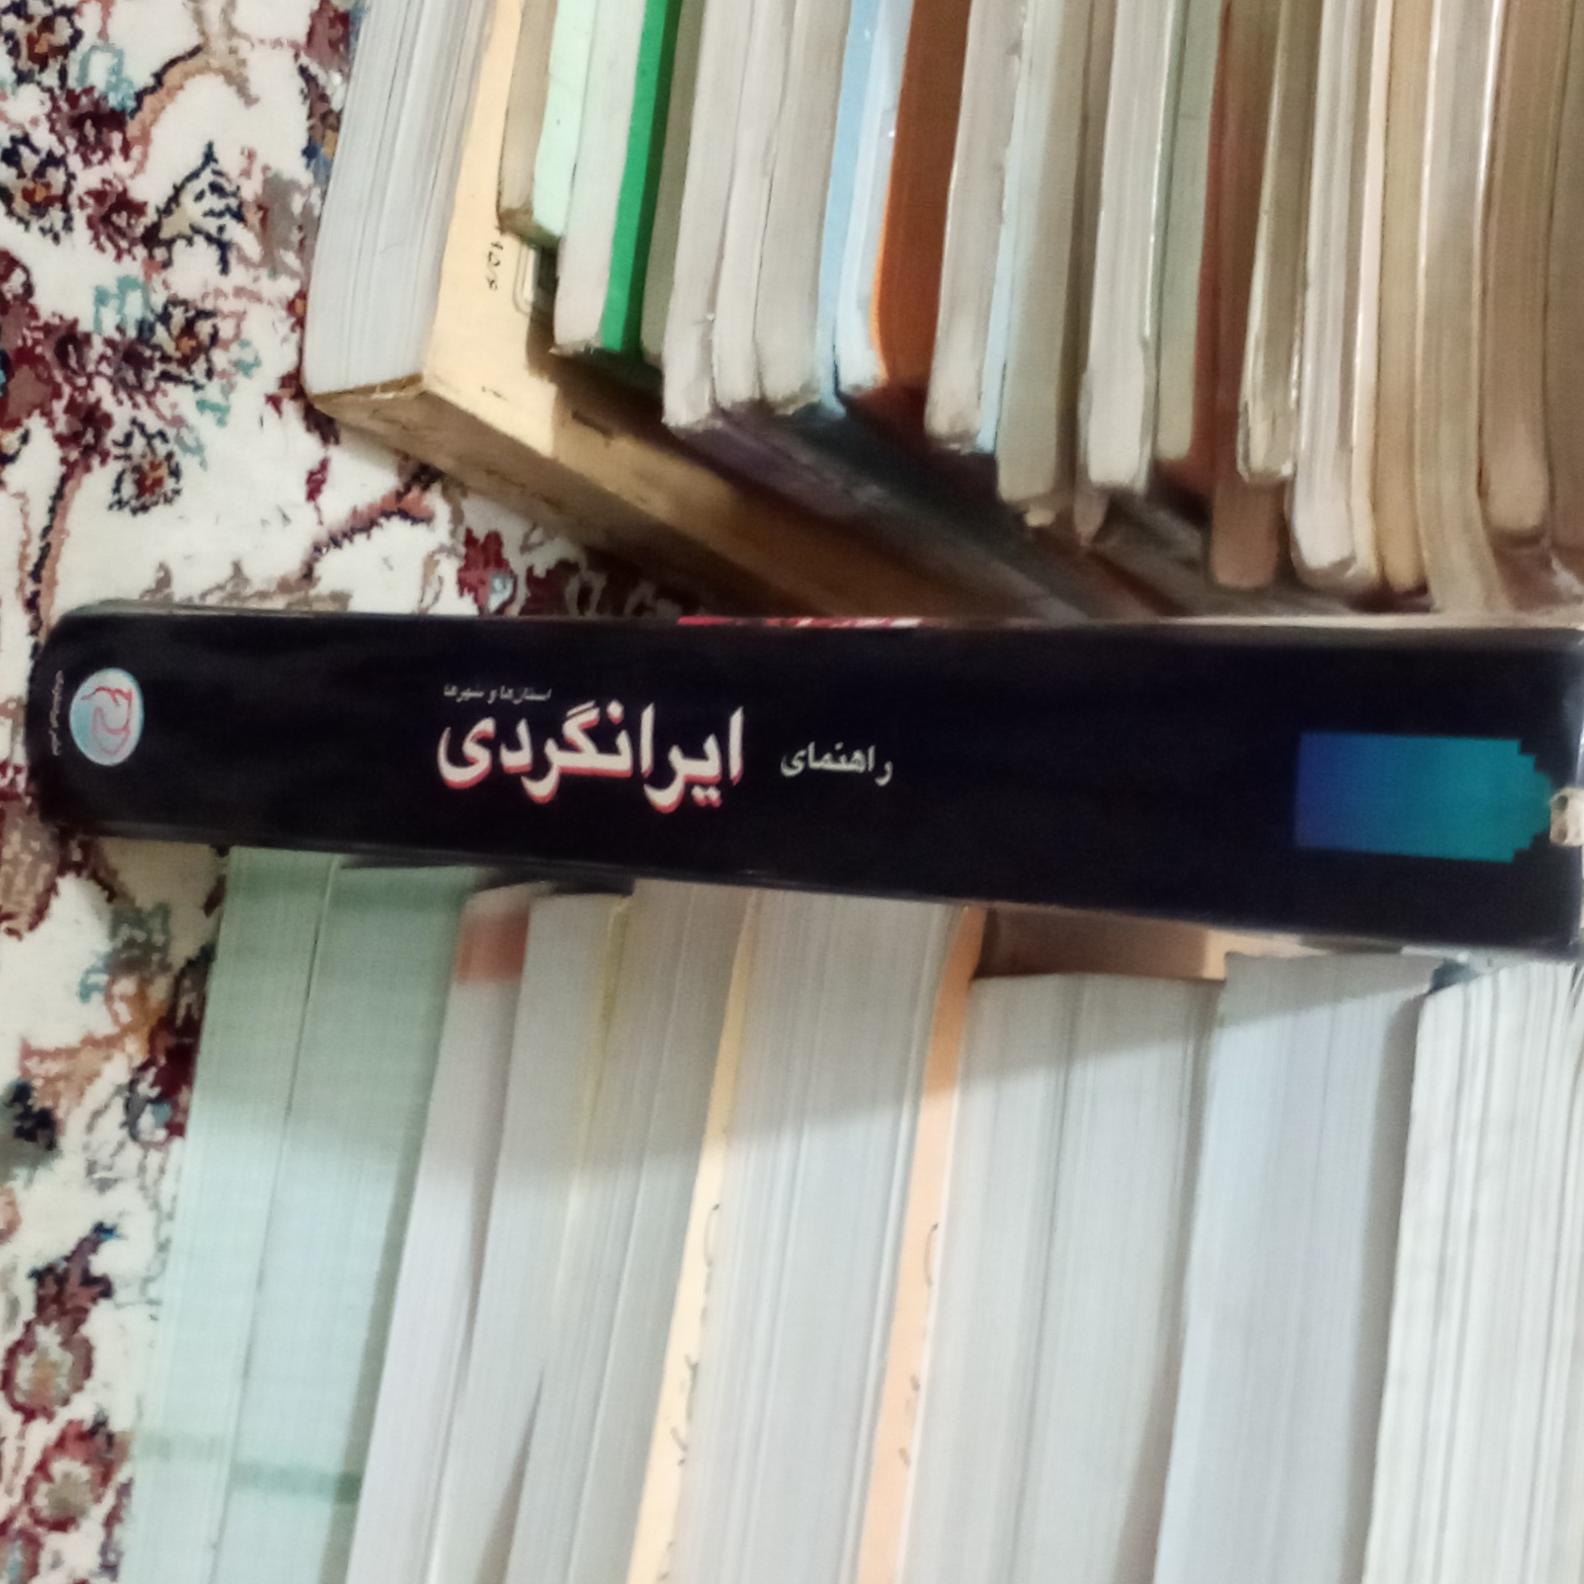 راهنمای
ایرانگردی
استان‌ها و شهرها